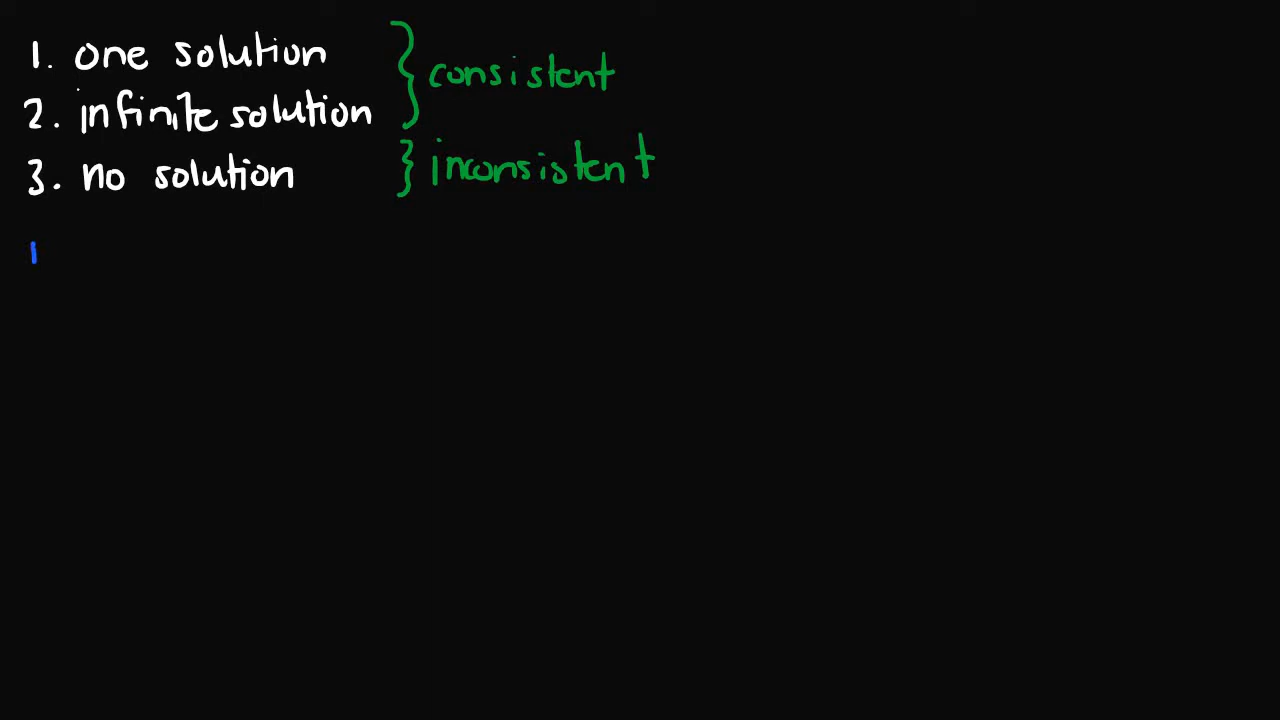 1. one solution
2. infinite solution
3. no solution
consistent
inconsistent